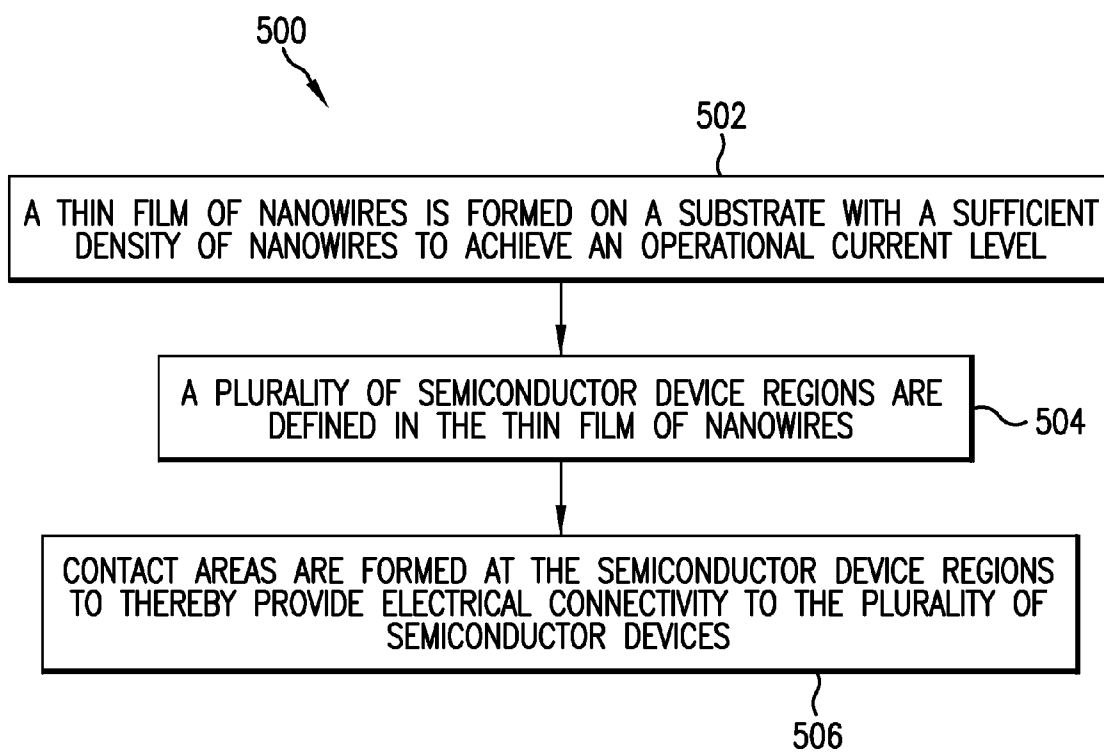 500
502
A THIN FILM OF NANOWIRES IS FORMED ON A SUBSTRATE WITH A SUFFICIENT
DENSITY OF NANOWIRES TO ACHIEVE AN OPERATIONAL CURRENT LEVEL
A PLURALITY OF SEMICONDUCTOR DEVICE REGIONS ARE
DEFINED IN THE THIN FILM OF NANOWIRES
504
CONTACT AREAS ARE FORMED AT THE SEMICONDUCTOR DEVICE REGIONS
TO THEREBY PROVIDE ELECTRICAL CONNECTIVITY TO THE PLURALITY OF
SEMICONDUCTOR DEVICES
506